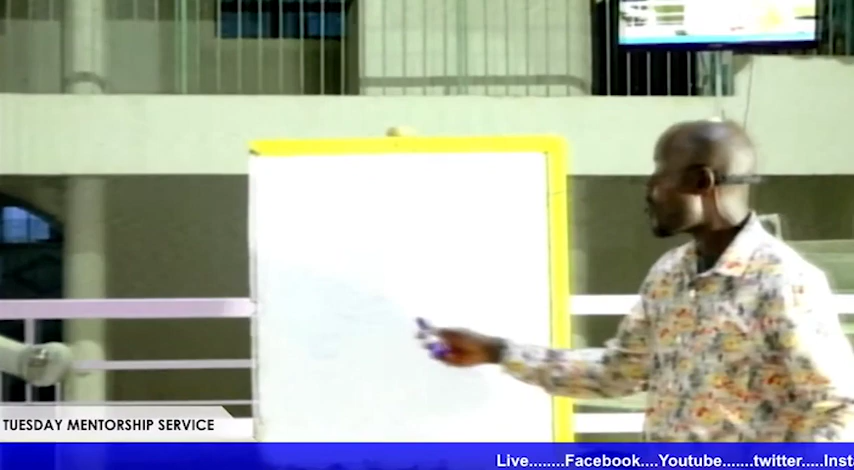 TUESDAY MENTORSHIP SERVICE
Live........Facebook....Youtube.......twitter.....Inst